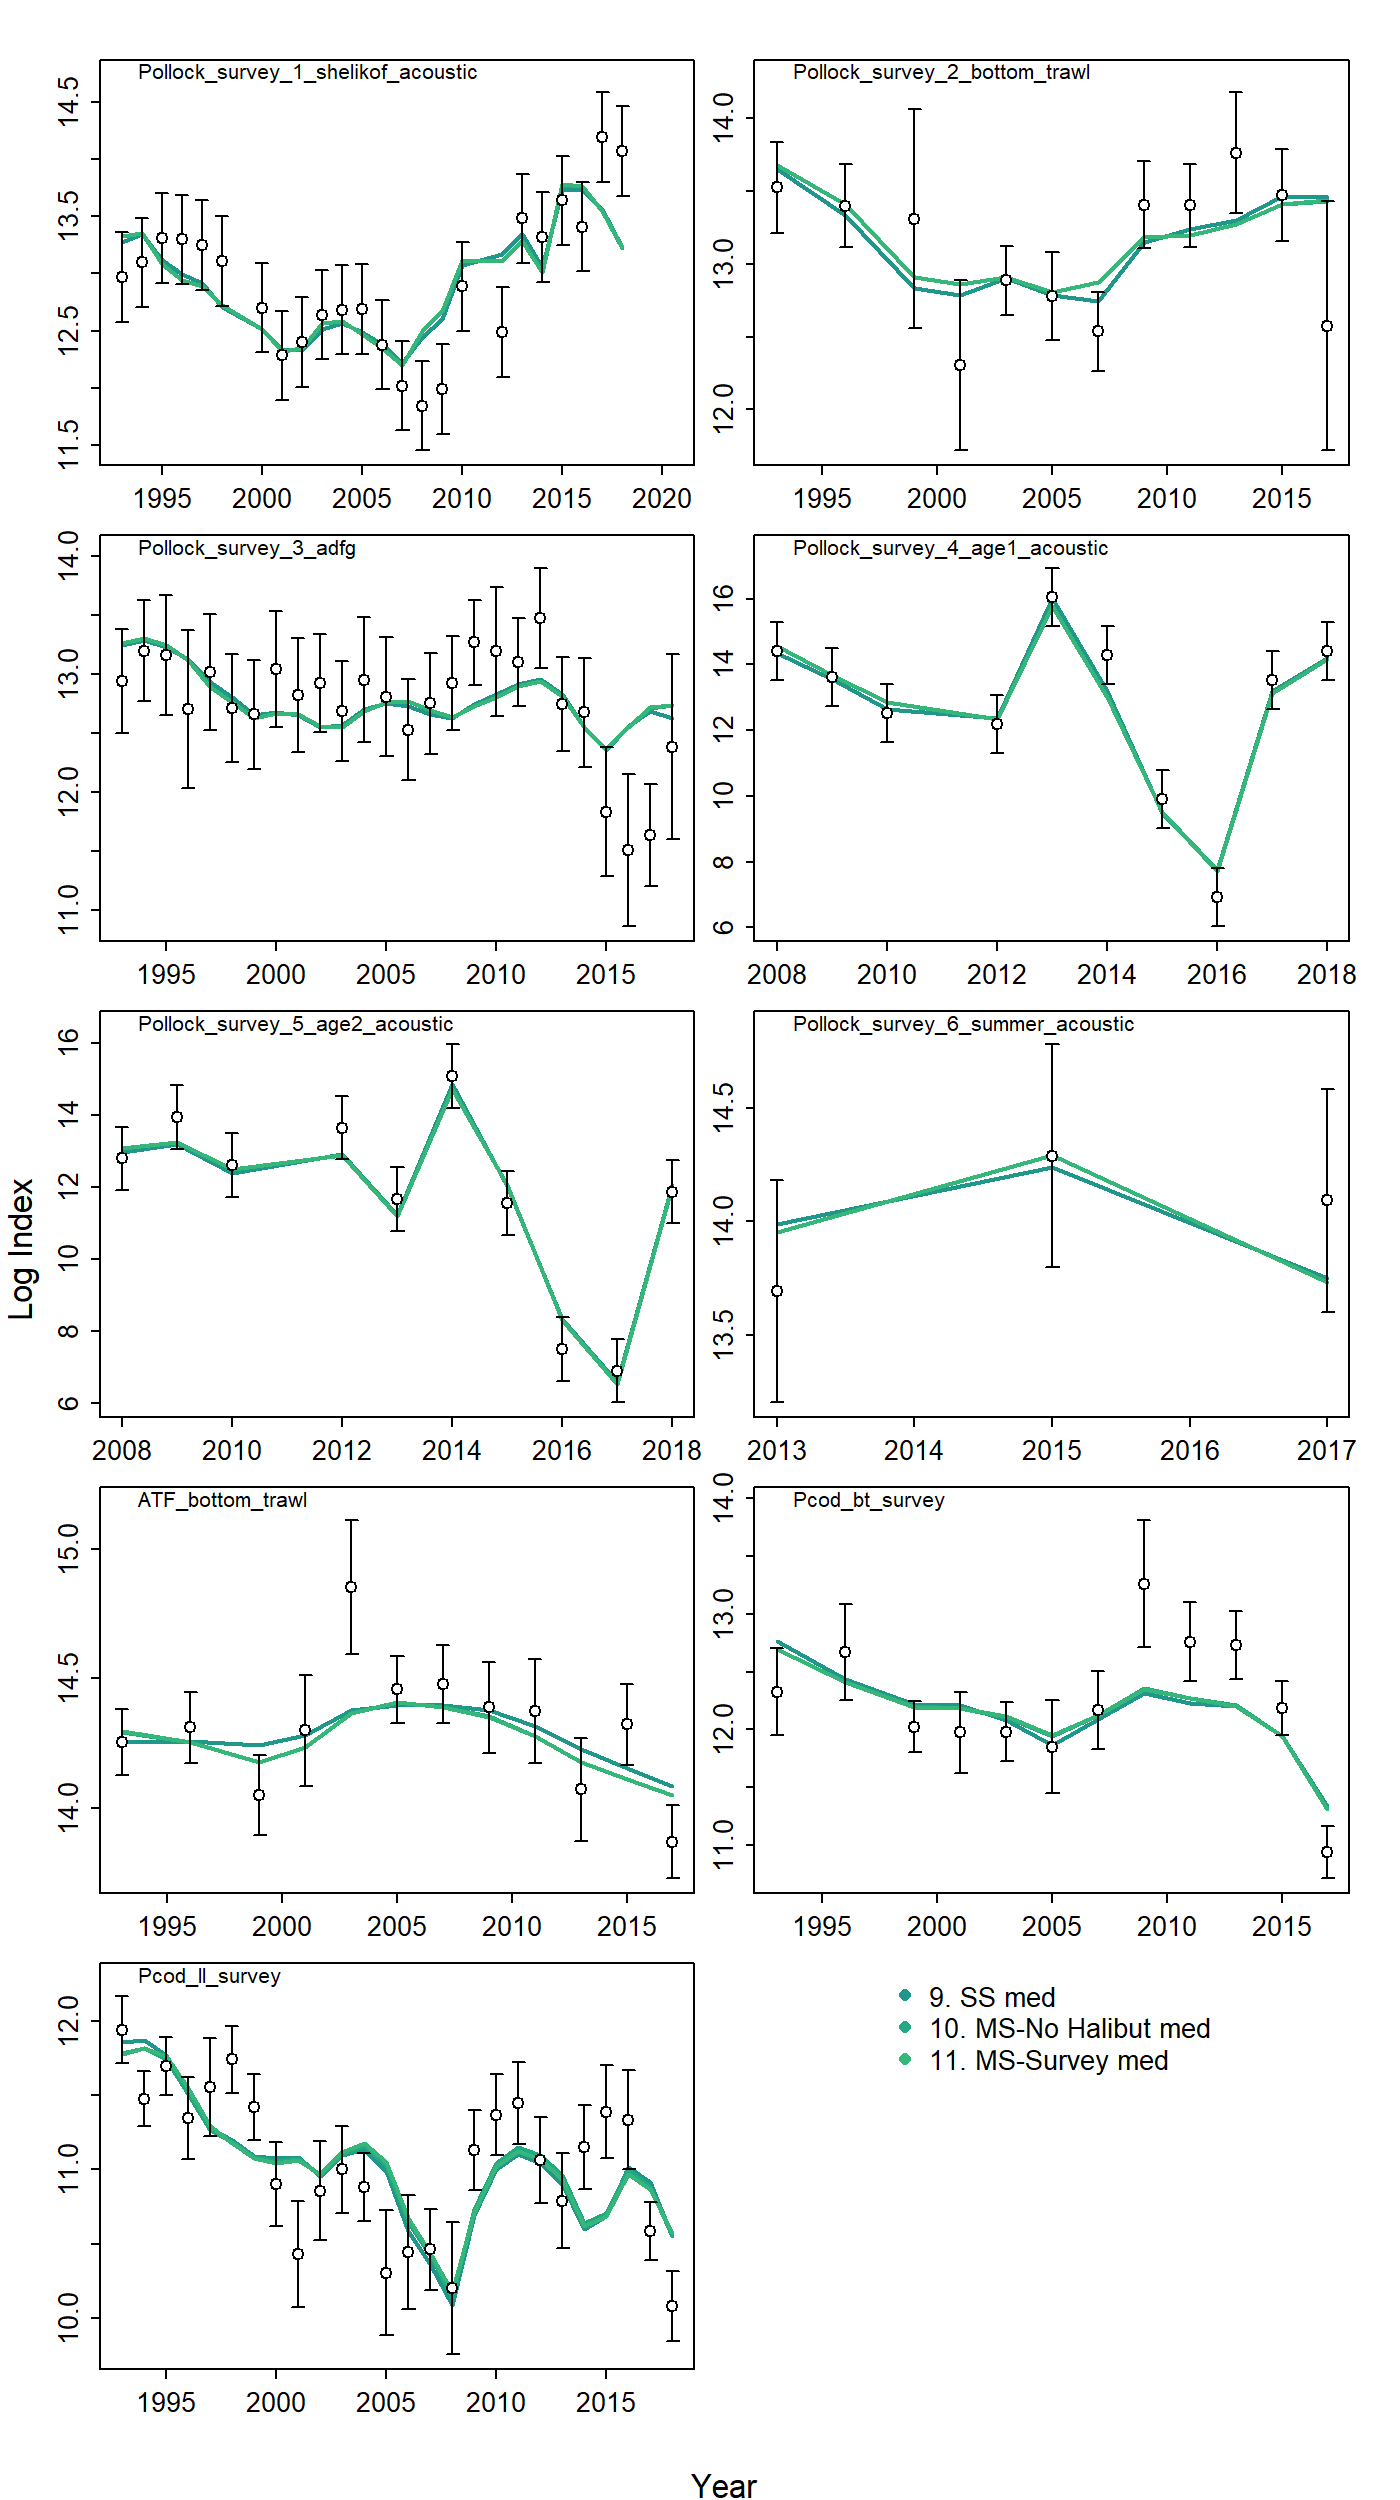 Pollock_survey_1_shelikof_acoustic
14.5
13.5
12.5
11.5
1995 2000 2005 2010 2015 2020
Pollock_survey_2_bottom_trawl
14.0
13.0
12.0
1995 2000 2005 2010 2015
Pollock_survey_3_adfg
14.0
13.0
12.0
11.0
1995 2000 2005 2010 2015
Pollock_survey_4_age1_acoustic
16
14
12
10
8
6
2008 2010 2012 2014 2016 2018
Pollock_survey_5_age2_acoustic
16
14
12
10
8
6
2008 2010 2012 2014 2016 2018
Pollock_survey_6_summer_acoustic
14.5
14.0
13.5
2013 2014 2015 2016 2017
Log Index
ATF_bottom_trawl
15.0
14.5
14.0
1995 2000 2005 2010 2015
Pcod_bt_survey
14.0
13.0
12.0
11.0
1995 2000 2005 2010 2015
Pcod_ll_survey
12.0
11.0
10.0
1995 2000 2005 2010 2015
9. SS med
10. MS-No Halibut med
11. MS-Survey med
Year